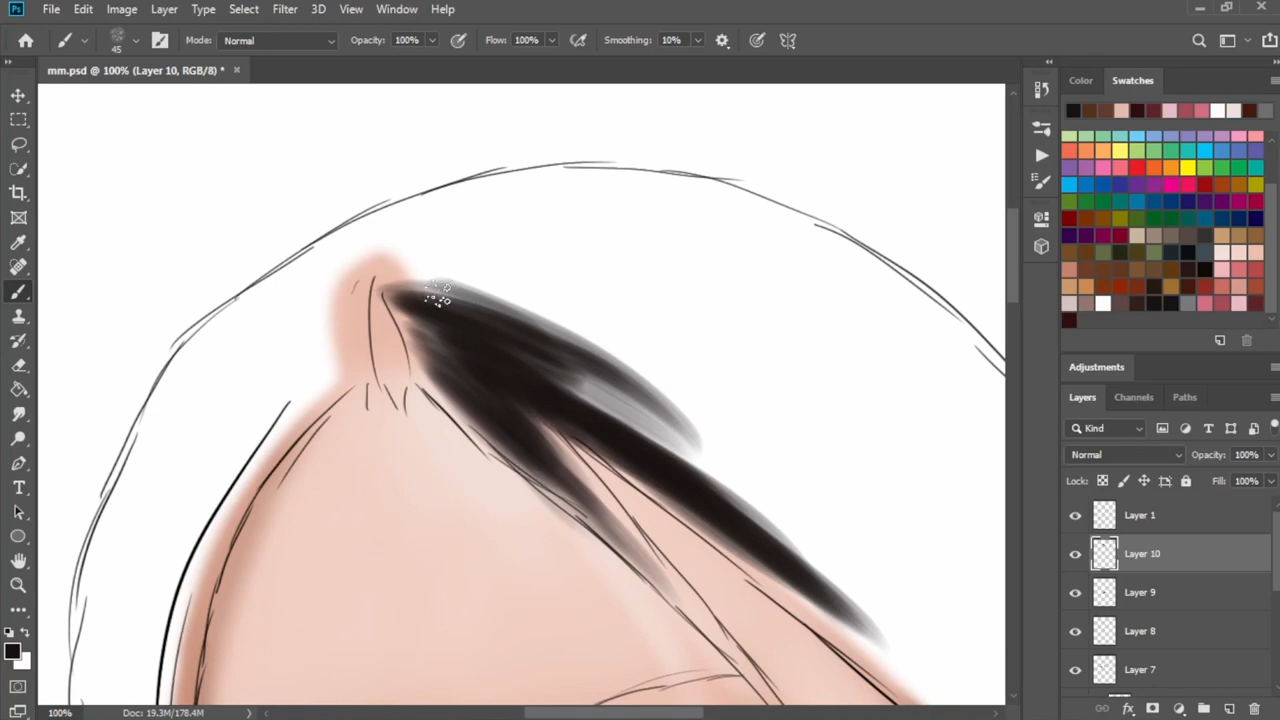 Ps File Edit Image Layer Type Select Filter 3D View Window Help
45 Mode: Normal Opacity: 100% Flow: 100% Smoothing: 10%
mm.psd @ 100% (Layer 10, RGB/8) * ×
Color Swatches
Adjustments
Layers Channels Paths
Kind
Normal Opacity: 100%
Lock: Fill: 100%
Layer 1
Layer 10
Layer 9
Layer 8
Layer 7
100% Doc: 19.3M/178.4M